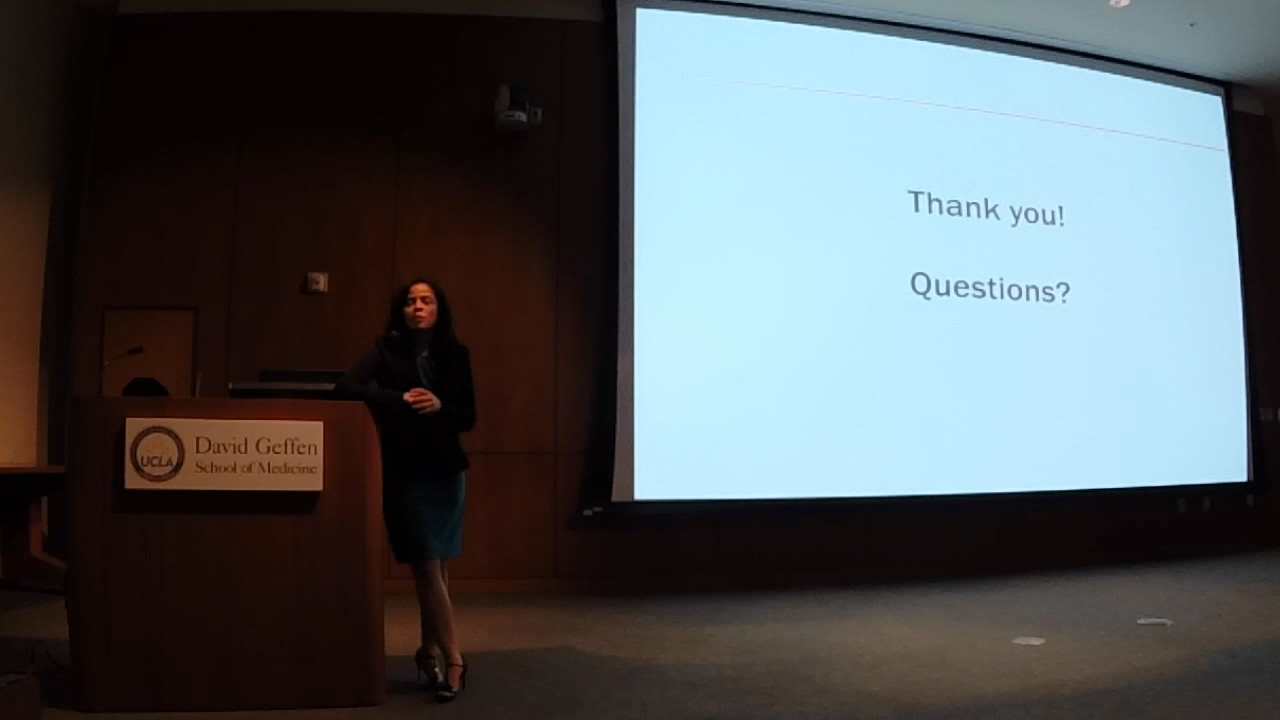 Thank you!
Questions?
UCLA
David Geffen
School of Medicine